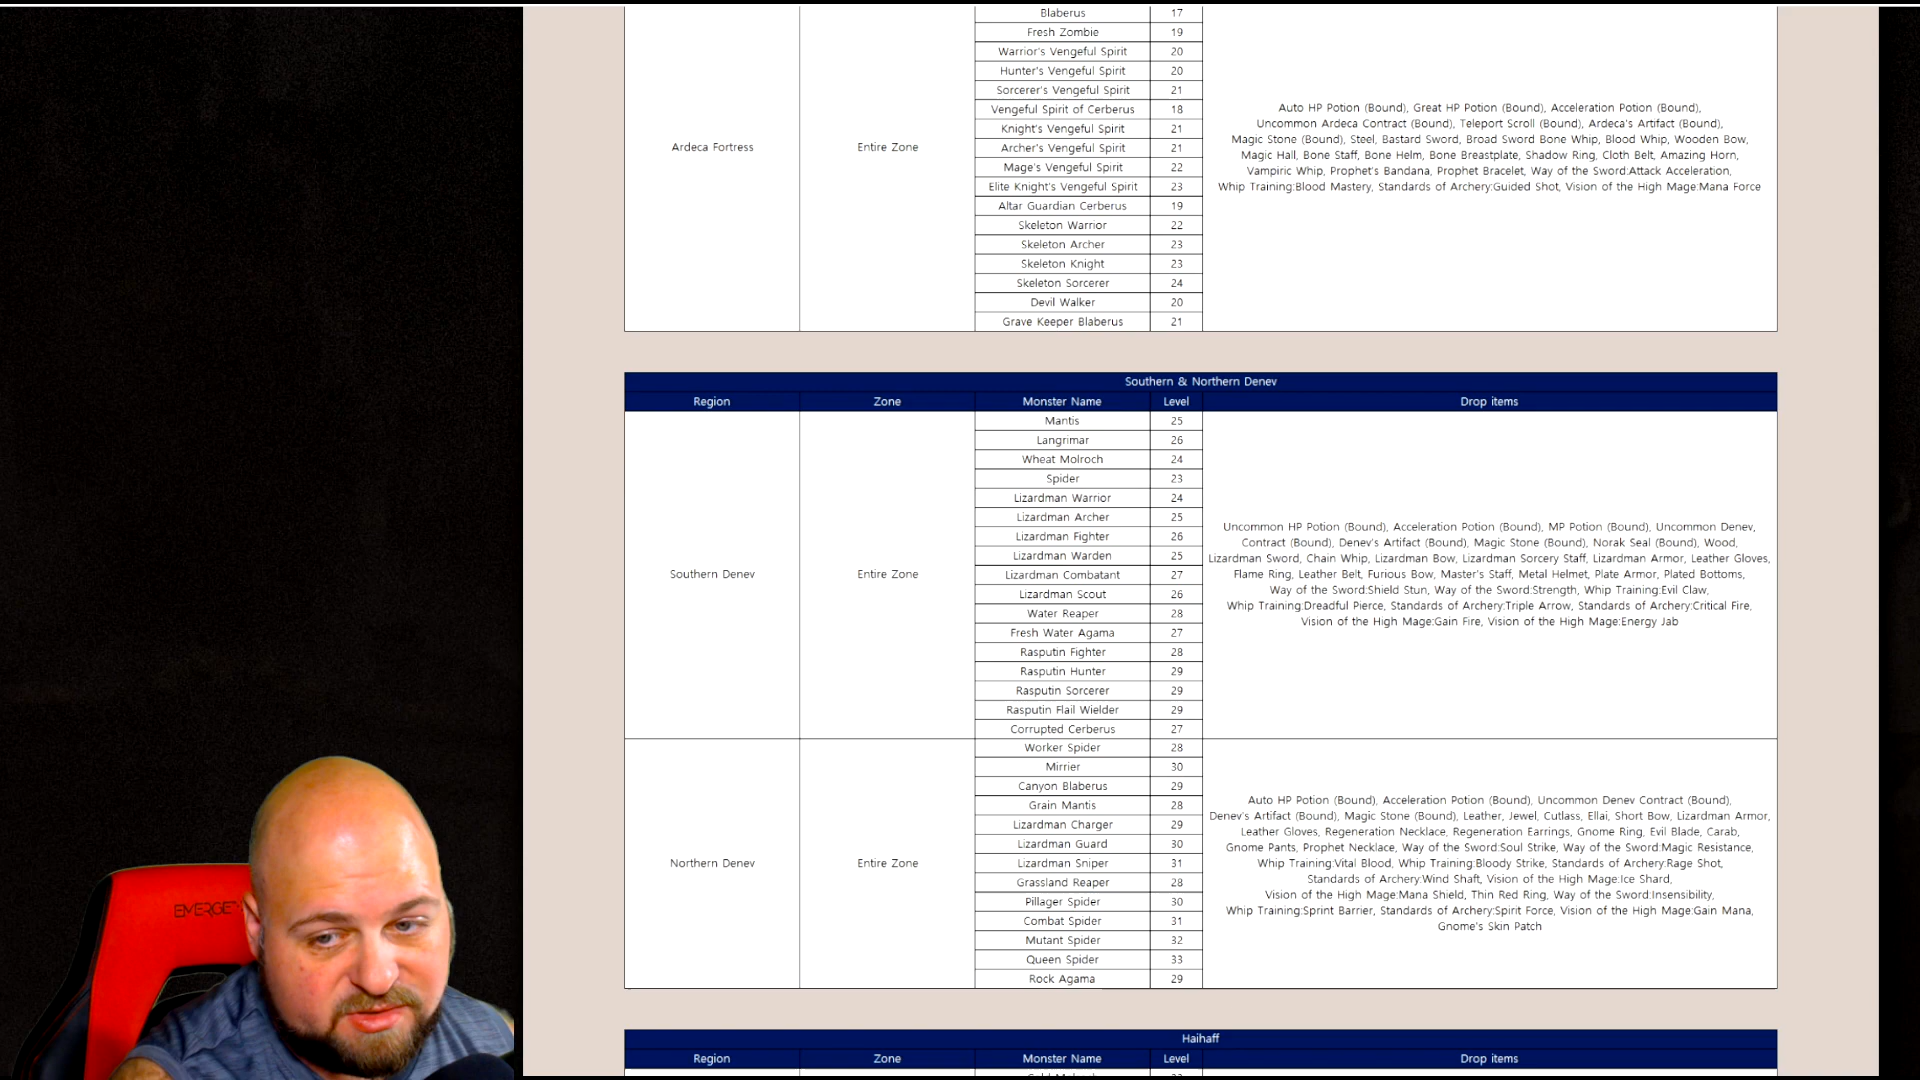 Blaberus 17
Fresh Zombie 19
Warrior's Vengeful Spirit 20
Hunter's Vengeful Spirit 20
Sorcerer's Vengeful Spirit 21
Vengeful Spirit of Cerberus 18
Knight's Vengeful Spirit 21
Archer's Vengeful Spirit 21
Mage's Vengeful Spirit 22
Elite Knight's Vengeful Spirit 23
Altar Guardian Cerberus 19
Skeleton Warrior 22
Skeleton Archer 23
Skeleton Knight 23
Skeleton Sorcerer 24
Devil Walker 20
Grave Keeper Blaberus 21
Ardeca Fortress
Entire Zone
Auto HP Potion (Bound), Great HP Potion (Bound), Acceleration Potion (Bound),
Uncommon Ardeca Contract (Bound), Teleport Scroll (Bound), Ardeca's Artifact (Bound),
Magic Stone (Bound), Steel, Bastard Sword, Broad Sword Bone Whip, Blood Whip, Wooden Bow,
Magic Hall, Bone Staff, Bone Helm, Bone Breastplate, Shadow Ring, Cloth Belt, Amazing Horn,
Vampiric Whip, Prophet's Bandana, Prophet Bracelet, Way of the Sword:Attack Acceleration,
Whip Training:Blood Mastery, Standards of Archery:Guided Shot, Vision of the High Mage:Mana Force
Southern & Northern Denev
Region Zone Monster Name Level Drop items
Southern Denev
Entire Zone
Mantis 25
Langrimar 26
Wheat Molroch 24
Spider 23
Lizardman Warrior 24
Lizardman Archer 25
Lizardman Fighter 26
Lizardman Warden 25
Lizardman Combatant 27
Lizardman Scout 26
Water Reaper 28
Fresh Water Agama 27
Rasputin Fighter 28
Rasputin Hunter 29
Rasputin Sorcerer 29
Rasputin Flail Wielder 29
Corrupted Cerberus 27
Uncommon HP Potion (Bound), Acceleration Potion (Bound), MP Potion (Bound), Uncommon Denev,
Contract (Bound), Denev's Artifact (Bound), Magic Stone (Bound), Norak Seal (Bound), Wood,
Lizardman Sword, Chain Whip, Lizardman Bow, Lizardman Sorcery Staff, Lizardman Armor, Leather Gloves,
Flame Ring, Leather Belt, Furious Bow, Master's Staff, Metal Helmet, Plate Armor, Plated Bottoms,
Way of the Sword:Shield Stun, Way of the Sword:Strength, Whip Training:Evil Claw,
Whip Training:Dreadful Pierce, Standards of Archery:Triple Arrow, Standards of Archery:Critical Fire,
Vision of the High Mage:Gain Fire, Vision of the High Mage:Energy Jab
Northern Denev
Entire Zone
Worker Spider 28
Mirrier 30
Canyon Blaberus 29
Grain Mantis 28
Lizardman Charger 29
Lizardman Guard 30
Lizardman Sniper 31
Grassland Reaper 28
Pillager Spider 30
Combat Spider 31
Mutant Spider 32
Queen Spider 33
Rock Agama 29
Auto HP Potion (Bound), Acceleration Potion (Bound), Uncommon Denev Contract (Bound),
Denev's Artifact (Bound), Magic Stone (Bound), Leather, Jewel, Cutlass, Ellai, Short Bow, Lizardman Armor,
Leather Gloves, Regeneration Necklace, Regeneration Earrings, Gnome Ring, Evil Blade, Carab,
Gnome Pants, Prophet Necklace, Way of the Sword:Soul Strike, Way of the Sword:Magic Resistance,
Whip Training:Vital Blood, Whip Training:Bloody Strike, Standards of Archery:Rage Shot,
Standards of Archery:Wind Shaft, Vision of the High Mage:Ice Shard,
Vision of the High Mage:Mana Shield, Thin Red Ring, Way of the Sword:Insensibility,
Whip Training:Sprint Barrier, Standards of Archery:Spirit Force, Vision of the High Mage:Gain Mana,
Gnome's Skin Patch
Haihaff
Region Zone Monster Name Level Drop items